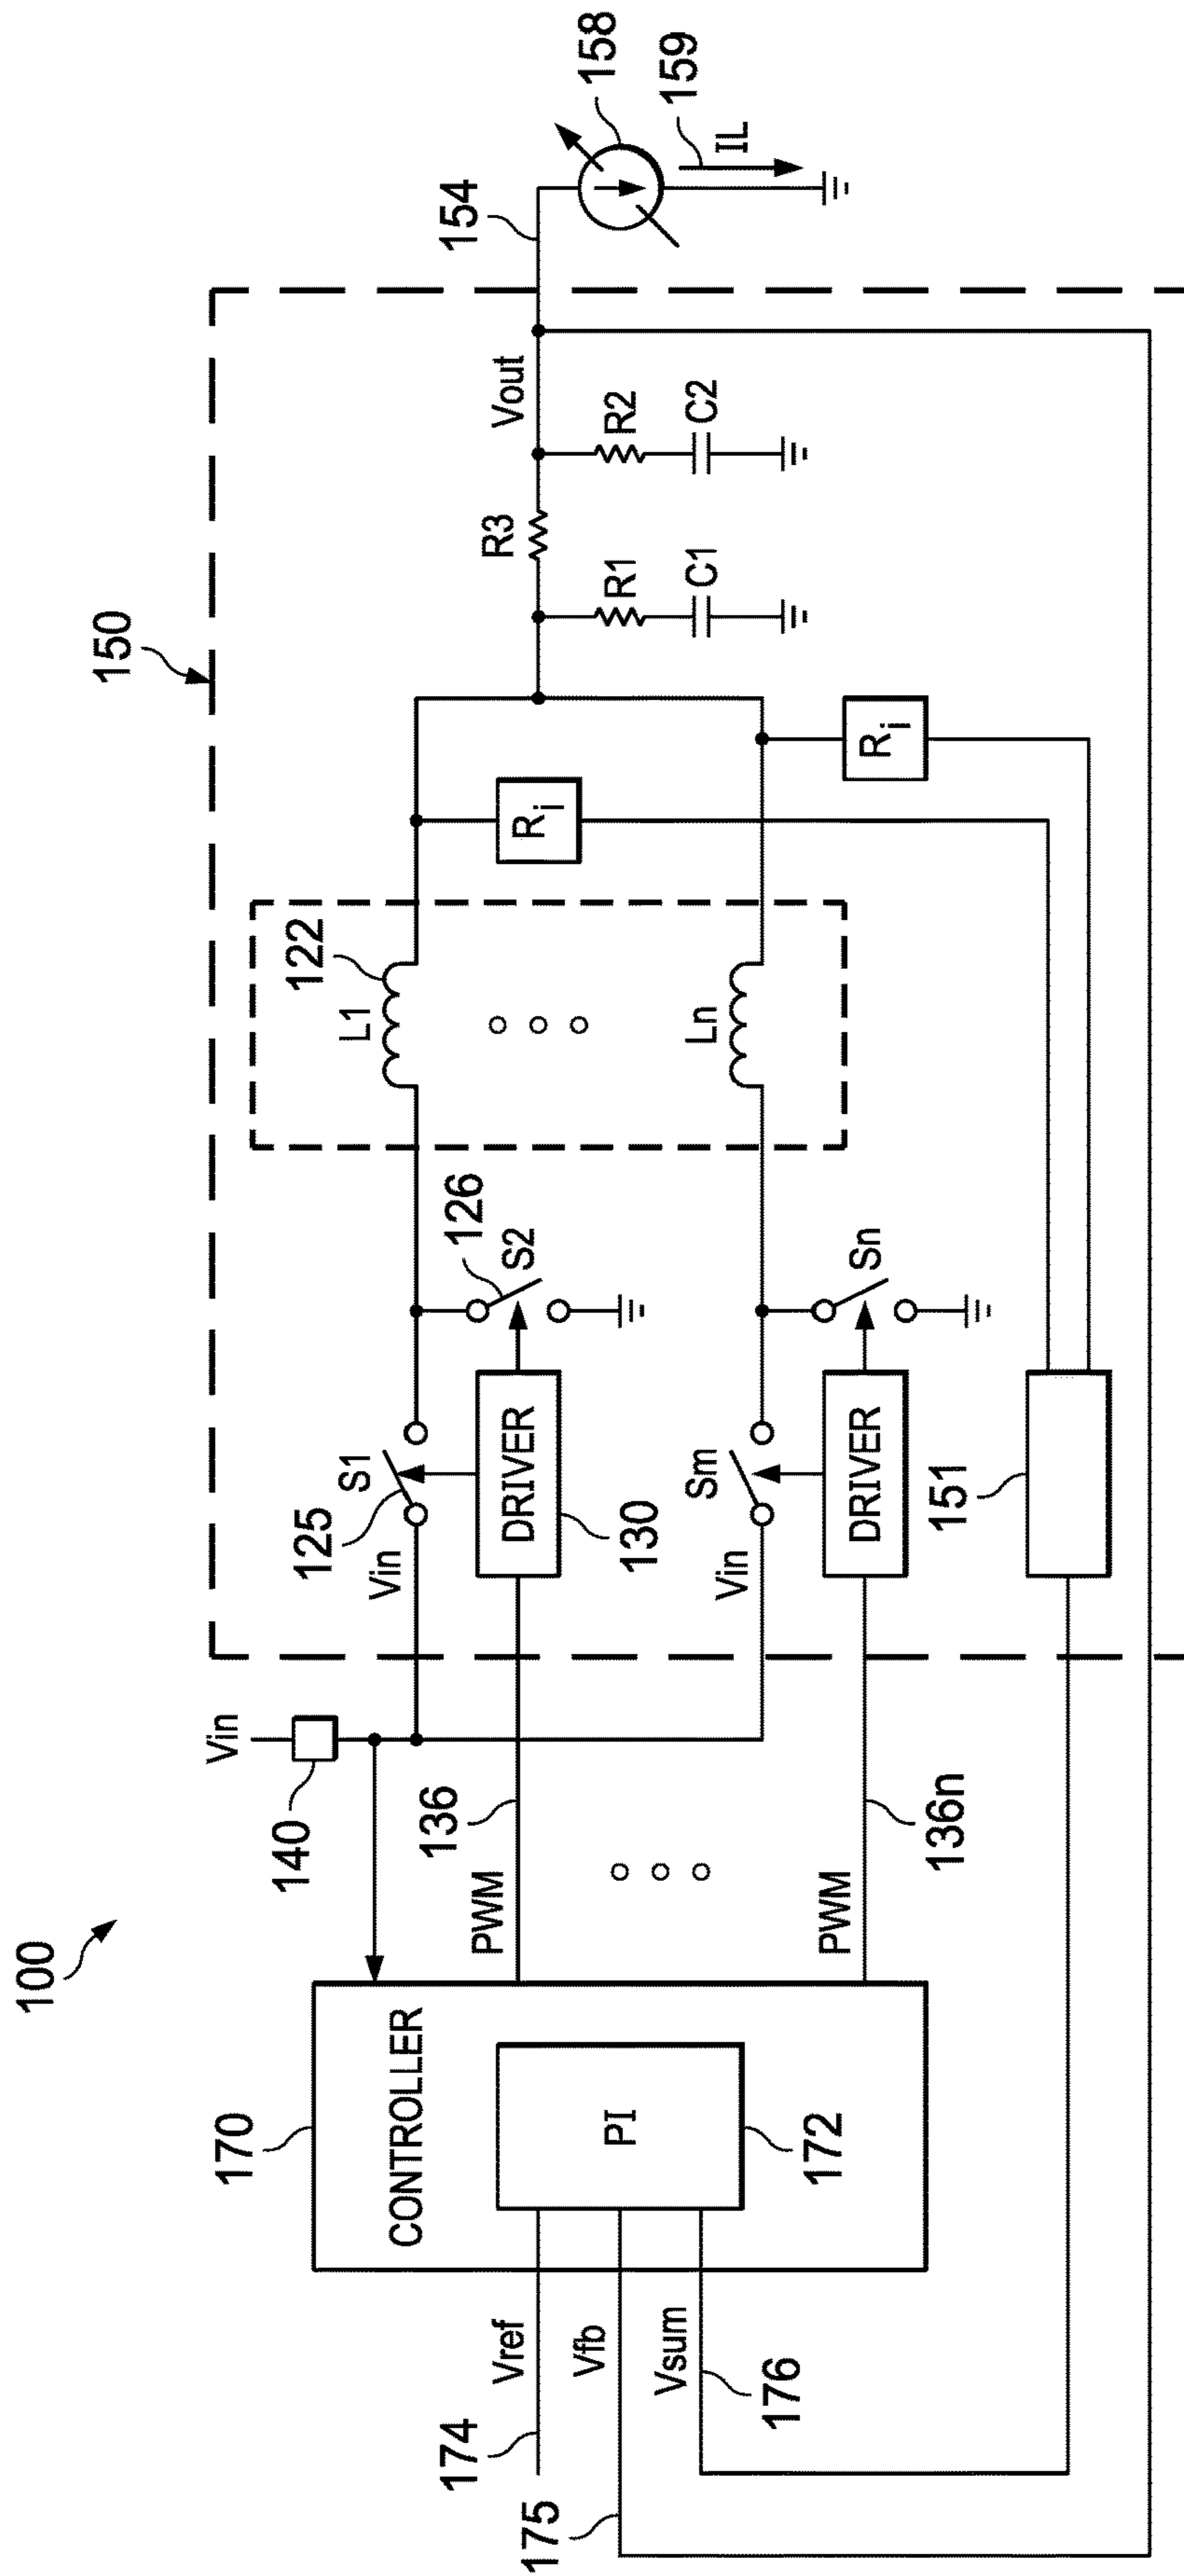 100
170
CONTROLLER
PI
172
Vref
174
Vfb
175
Vsum
176
Vin
140
PWM
136
PWM
136n
150
Vin
S1
125
DRIVER
130
S2
126
Vin
Sm
DRIVER
Sn
151
L1
122
Ln
Ri
Ri
R1
C1
R3
R2
C2
Vout
154
158
159
IL